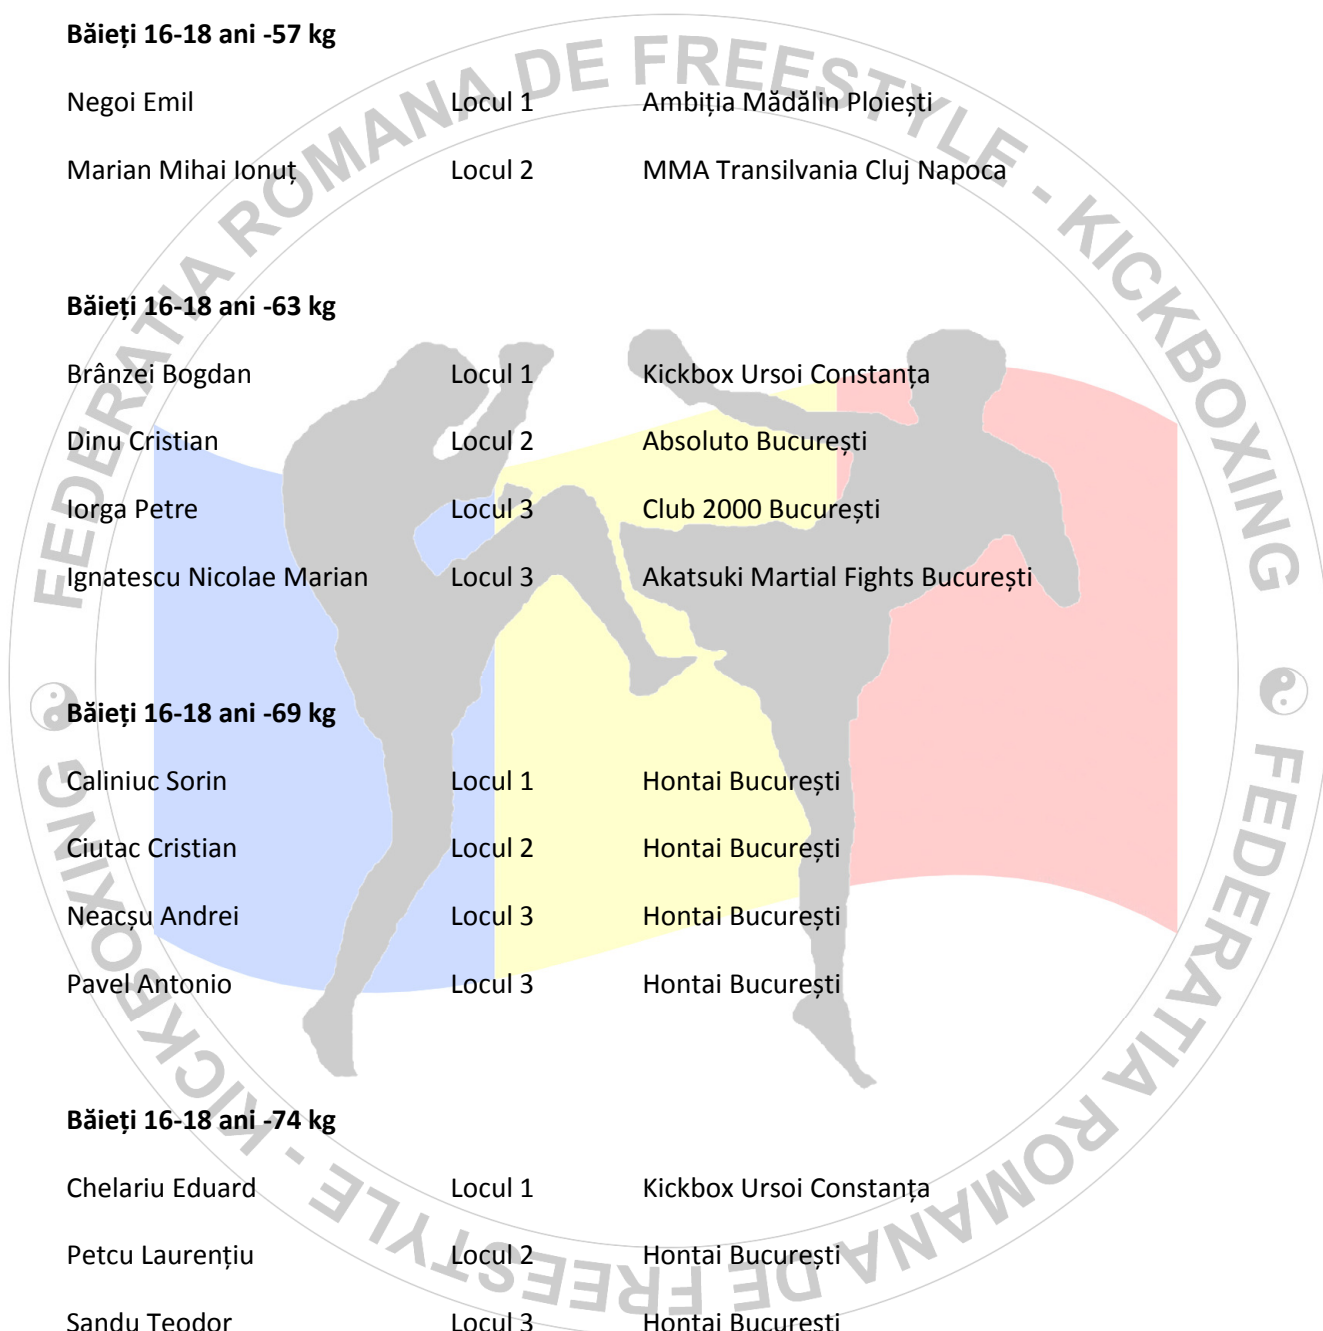 FEDERATIA ROMANA DE FREESTYLE - KICKBOXING
FEDERATIA ROMANA DE FREESTYLE - KICKBOXING
Băieți 16-18 ani -57 kg
Negoi Emil Locul 1 Ambiția Mădălin Ploiești
Marian Mihai Ionuț Locul 2 MMA Transilvania Cluj Napoca
Băieți 16-18 ani -63 kg
Brânzei Bogdan Locul 1 Kickbox Ursoi Constanța
Dinu Cristian Locul 2 Absoluto București
Iorga Petre Locul 3 Club 2000 București
Ignatescu Nicolae Marian Locul 3 Akatsuki Martial Fights București
Băieți 16-18 ani -69 kg
Caliniuc Sorin Locul 1 Hontai București
Ciutac Cristian Locul 2 Hontai București
Neacșu Andrei Locul 3 Hontai București
Pavel Antonio Locul 3 Hontai București
Băieți 16-18 ani -74 kg
Chelariu Eduard Locul 1 Kickbox Ursoi Constanța
Petcu Laurențiu Locul 2 Hontai București
Sandu Teodor Locul 3 Hontai București